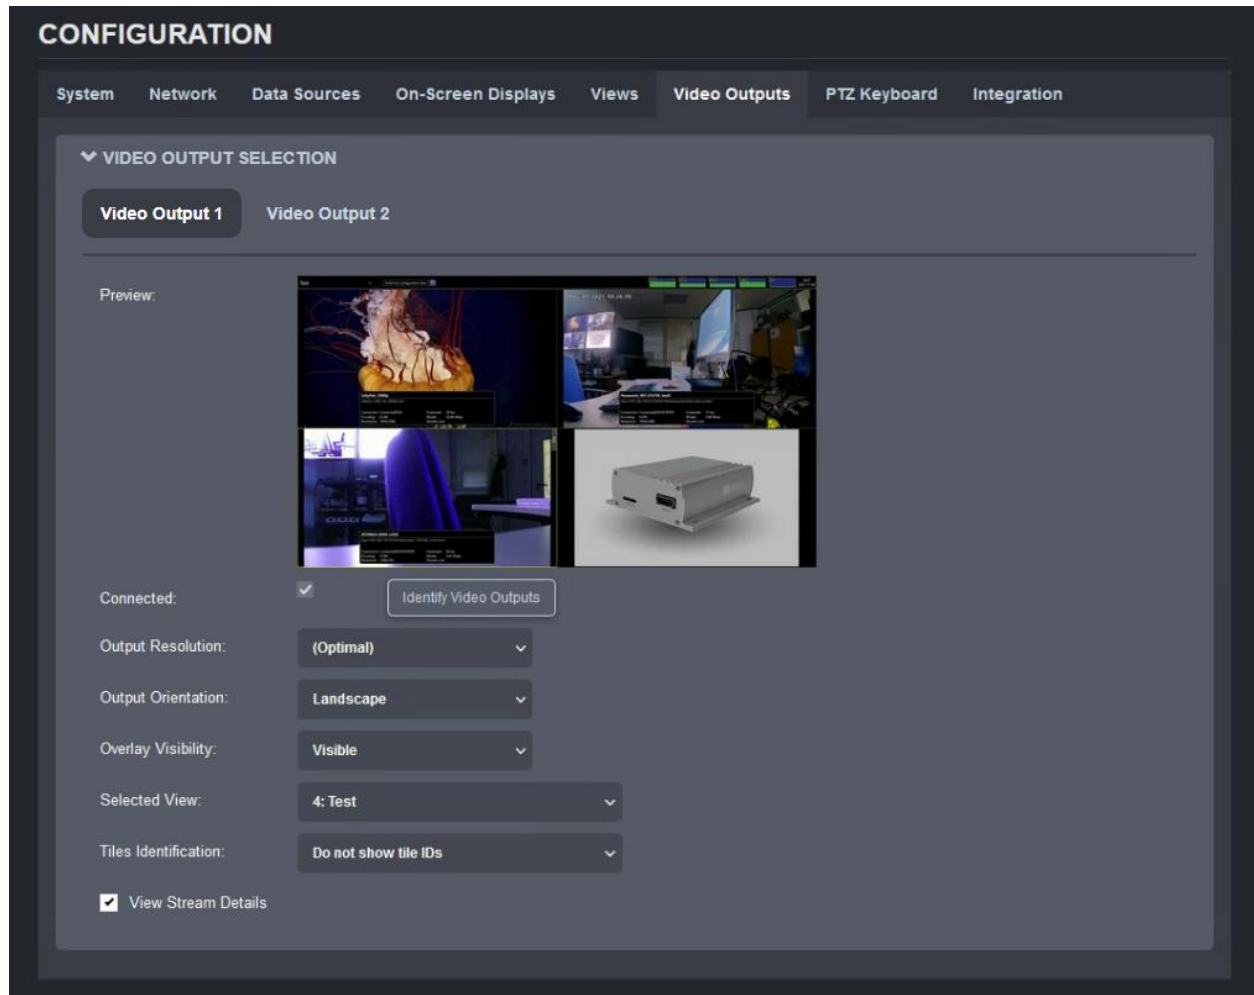 CONFIGURATION
System Network Data Sources On-Screen Displays Views Video Outputs PTZ Keyboard Integration
VIDEO OUTPUT SELECTION
Video Output 1 Video Output 2
Preview:
Connected: Identify Video Outputs
Output Resolution: (Optimal)
Output Orientation: Landscape
Overlay Visibility: Visible
Selected View: 4: Test
Tiles Identification: Do not show tile IDs
View Stream Details